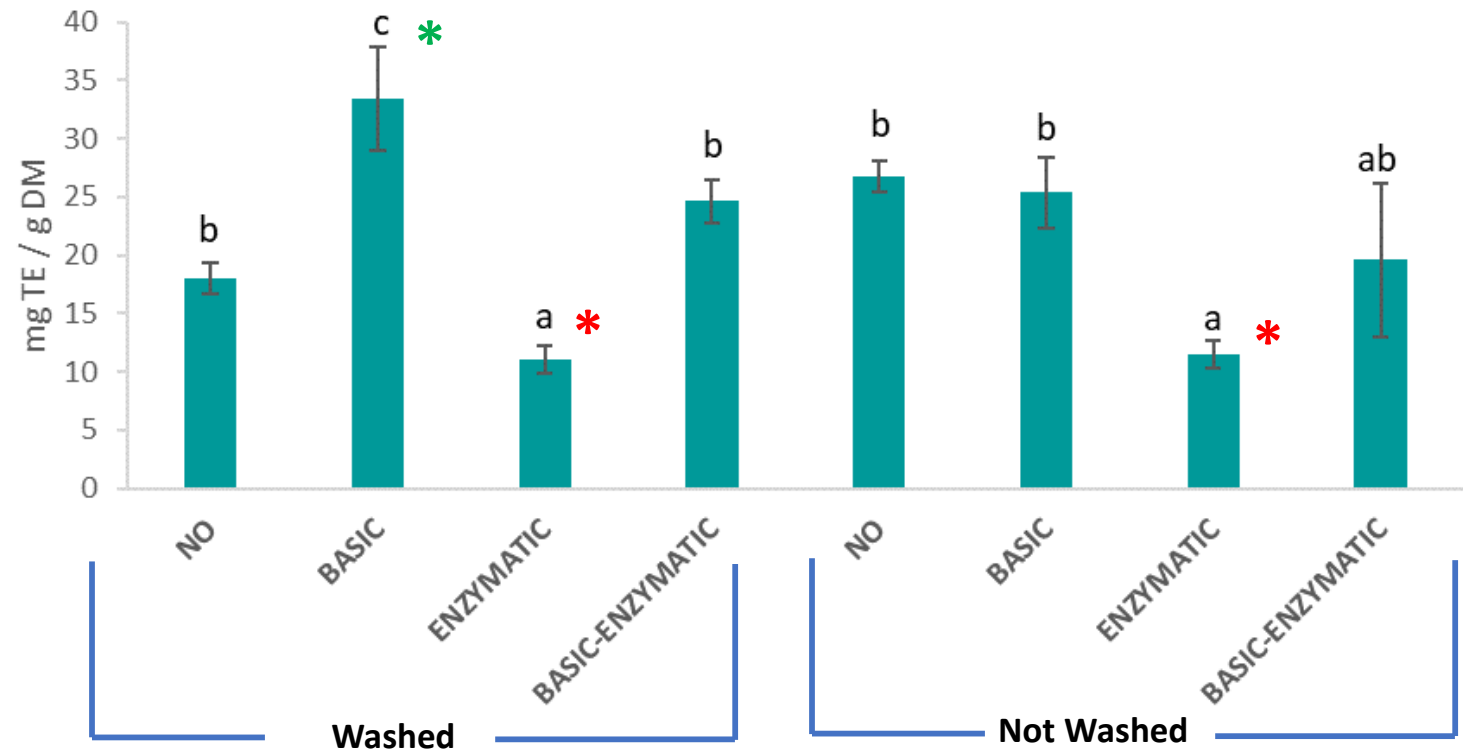 mg TE / g DM
40
35
30
25
20
15
10
5
0
b
c *
a *
b
b
b
a *
ab
NO
BASIC
ENZYMATIC
BASIC-ENZYMATIC
NO
BASIC
ENZYMATIC
BASIC-ENZYMATIC
Washed
Not Washed